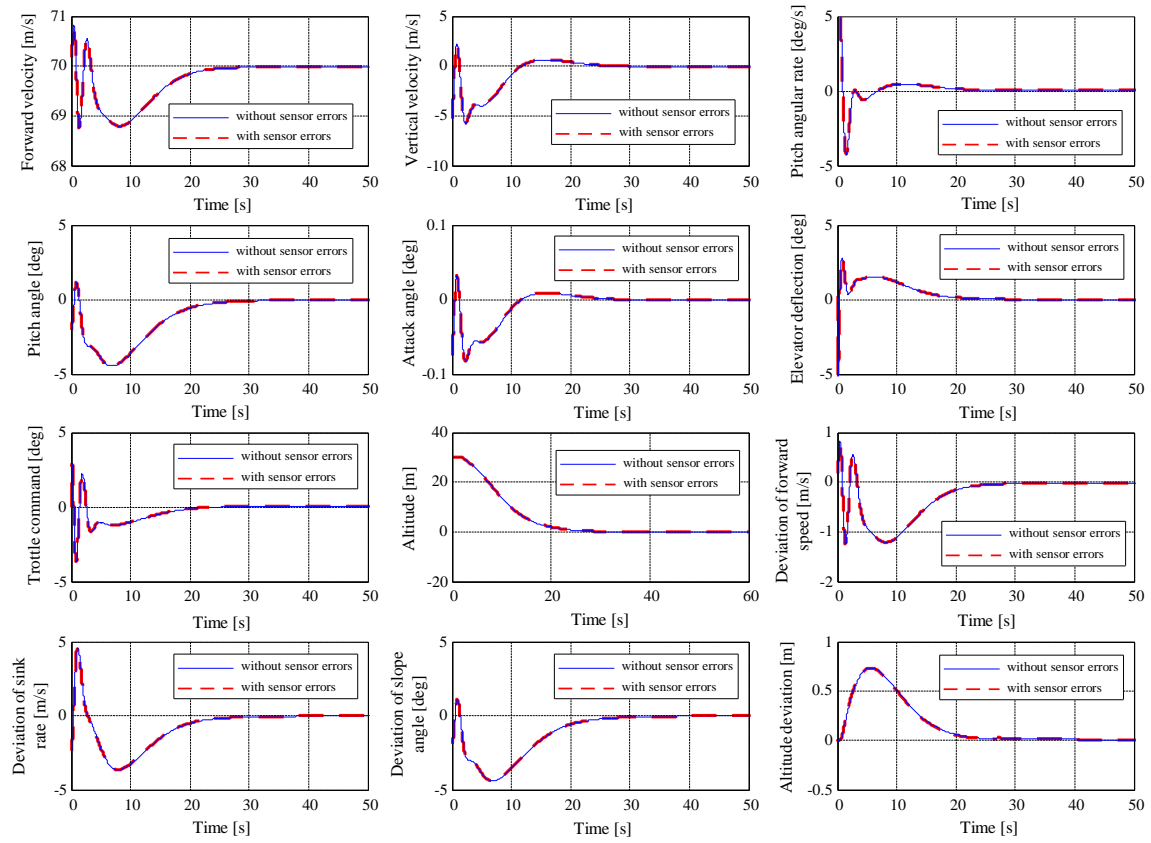 Forward velocity [m/s]
71
70
69
68
without sensor errors
with sensor errors
0
10
20
30
40
50
Time [s]
Vertical velocity [m/s]
5
0
-5
-10
without sensor errors
with sensor errors
0
10
20
30
40
50
Time [s]
Pitch angular rate [deg/s]
5
0
-5
without sensor errors
with sensor errors
0
10
20
30
40
50
Time [s]
Pitch angle [deg]
5
0
-5
without sensor errors
with sensor errors
0
10
20
30
40
50
Time [s]
Attack angle [deg]
0.1
0
-0.1
without sensor errors
with sensor errors
0
10
20
30
40
50
Time [s]
Elevator deflection [deg]
5
0
-5
without sensor errors
with sensor errors
0
10
20
30
40
50
Time [s]
Trottle command [deg]
5
0
-5
without sensor errors
with sensor errors
0
10
20
30
40
50
Time [s]
Altitude [m]
40
20
0
-20
without sensor errors
with sensor errors
0
20
40
60
Time [s]
Deviation of forward
speed [m/s]
1
0
-1
-2
without sensor errors
with sensor errors
0
10
20
30
40
50
Time [s]
Deviation of sink
rate [m/s]
5
0
-5
without sensor errors
with sensor errors
0
10
20
30
40
50
Time [s]
Deviation of slope
angle [deg]
5
0
-5
without sensor errors
with sensor errors
0
10
20
30
40
50
Time [s]
Altitude deviation [m]
1
0.5
0
-0.5
without sensor errors
with sensor errors
0
10
20
30
40
50
Time [s]